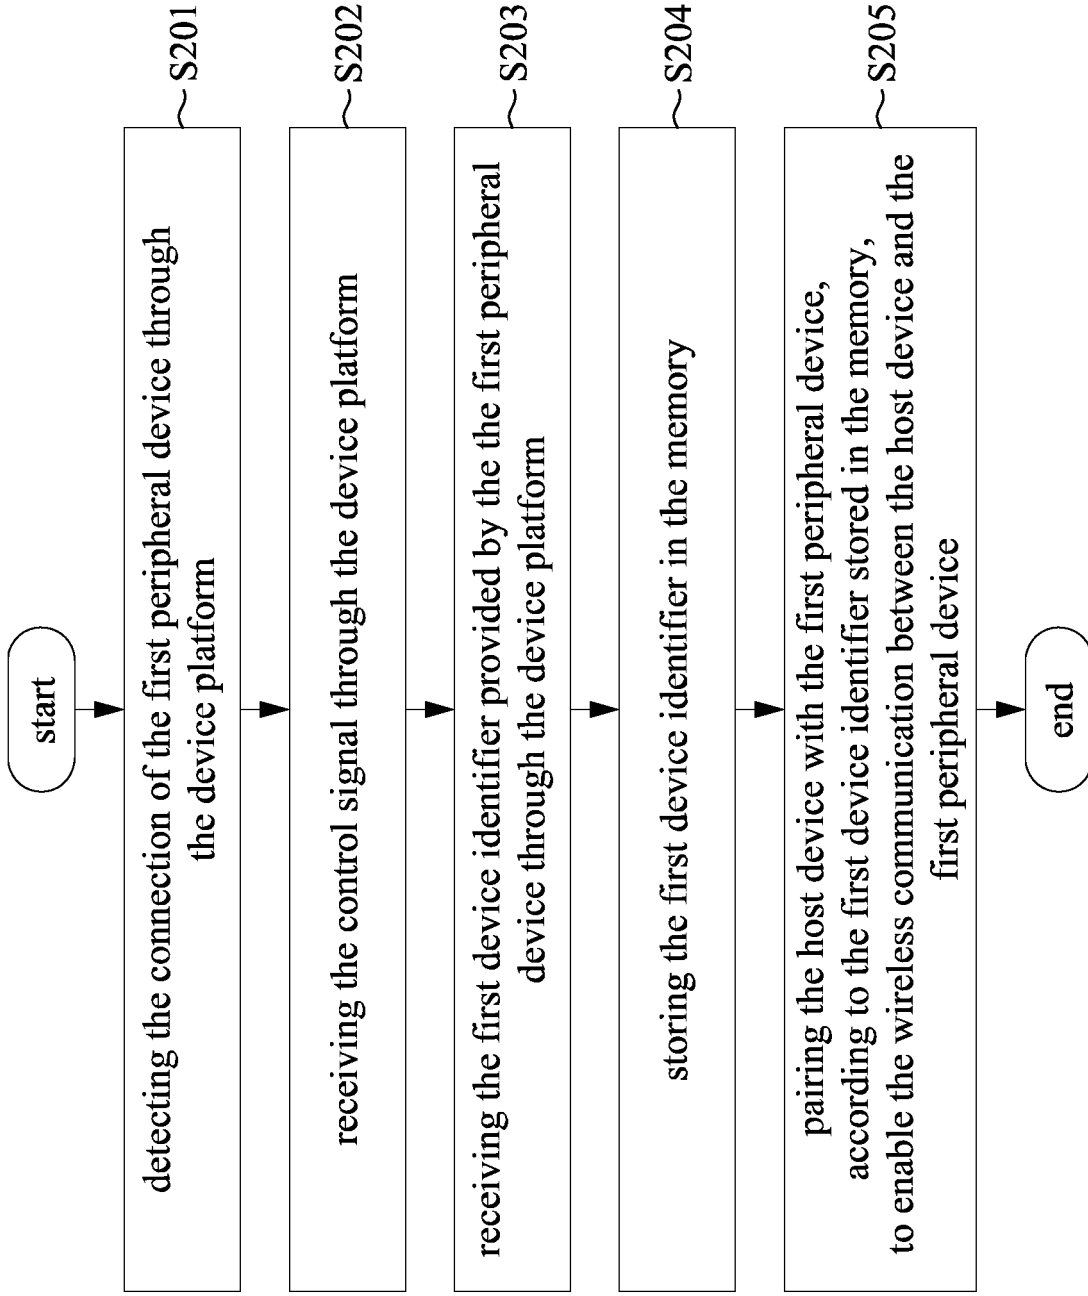 start
detecting the connection of the first peripheral device through
the device platform
S201
receiving the control signal through the device platform
S202
receiving the first device identifier provided by the the first peripheral
device through the device platform
S203
storing the first device identifier in the memory
S204
pairing the host device with the first peripheral device,
according to the first device identifier stored in the memory,
to enable the wireless communication between the host device and the
first peripheral device
S205
end